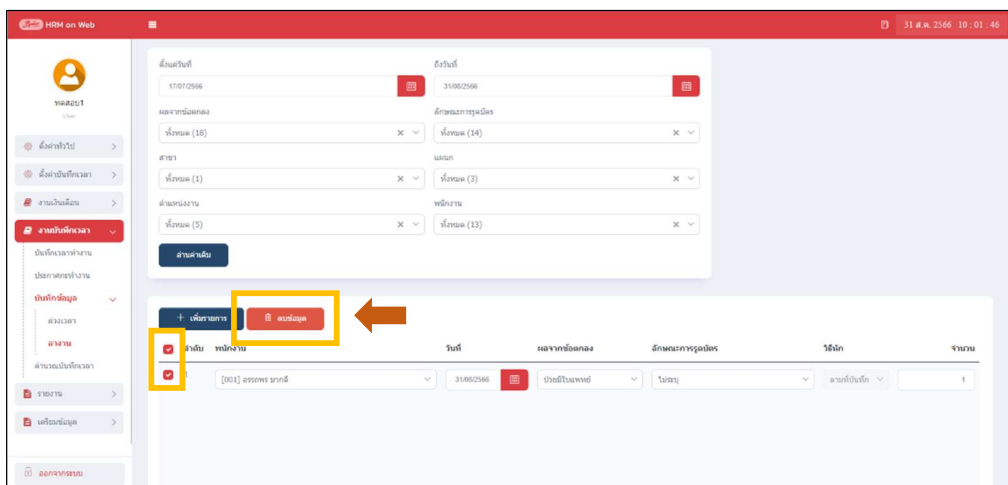 HRM on Web
31 ส.ค. 2566 10 : 01 : 46
ทดสอบ1
User
ตั้งค่าทั่วไป
ตั้งค่าบันทึกเวลา
งานเงินเดือน
งานบันทึกเวลา
บันทึกเวลาทำงาน
ประกาศกะทำงาน
บันทึกข้อมูล
ลางาน
คำนวณบันทึกเวลา
รายงาน
เตรียมข้อมูล
ออกจากระบบ
ตั้งแต่วันที่
ถึงวันที่
17/07/2566
31/08/2566
ผลจากข้อตกลง
ลักษณะการรูดบัตร
ทั้งหมด (18)
ทั้งหมด (14)
สาขา
แผนก
ทั้งหมด (1)
ทั้งหมด (3)
ตำแหน่งงาน
พนักงาน
ทั้งหมด (5)
ทั้งหมด (13)
อ่านค่าเดิม
+ เพิ่มรายการ
ลบข้อมูล
ลำดับ พนักงาน วันที่ ผลจากข้อตกลง ลักษณะการรูดบัตร วิธีหัก จำนวน
[001] อรรถพร มากดี 31/08/2566 ป่วยมีใบแพทย์ ไม่ระบุ ตามที่บันทึก 1